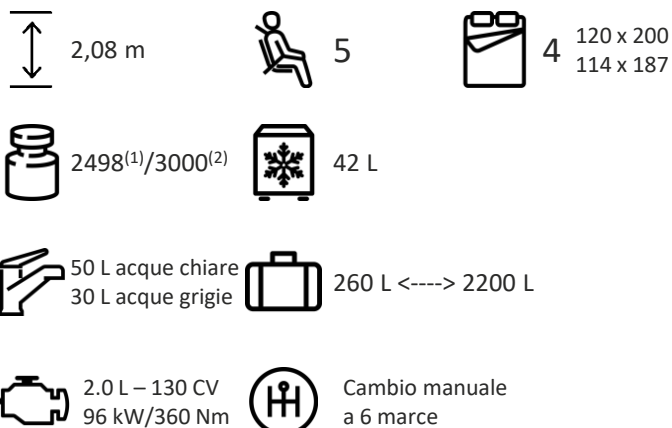 2,08 m
5
4
120 x 200
114 x 187
2498(1)/3000(2)
42 L
50 L acque chiare
30 L acque grigie
260 L <----> 2200 L
2.0 L – 130 CV
96 kW/360 Nm
Cambio manuale
a 6 marce